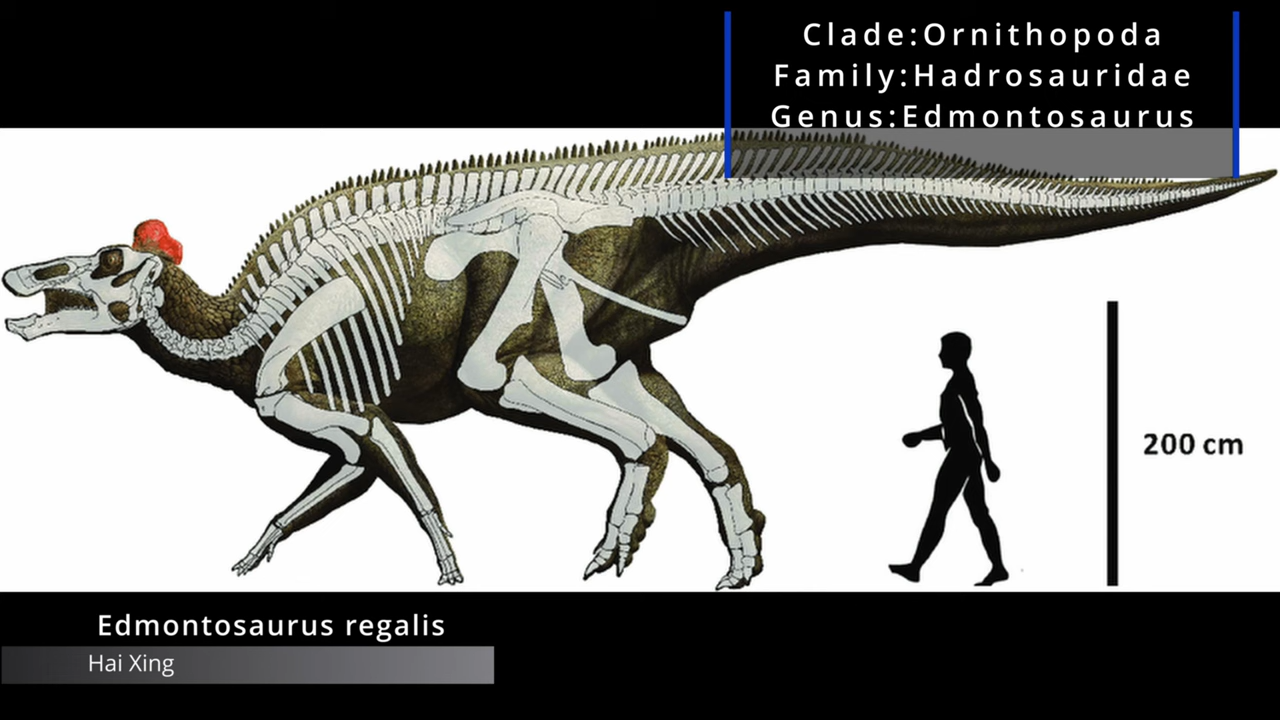 Clade:Ornithopoda
Family:Hadrosauridae
Genus:Edmontosaurus
200 cm
Edmontosaurus regalis
Hai Xing